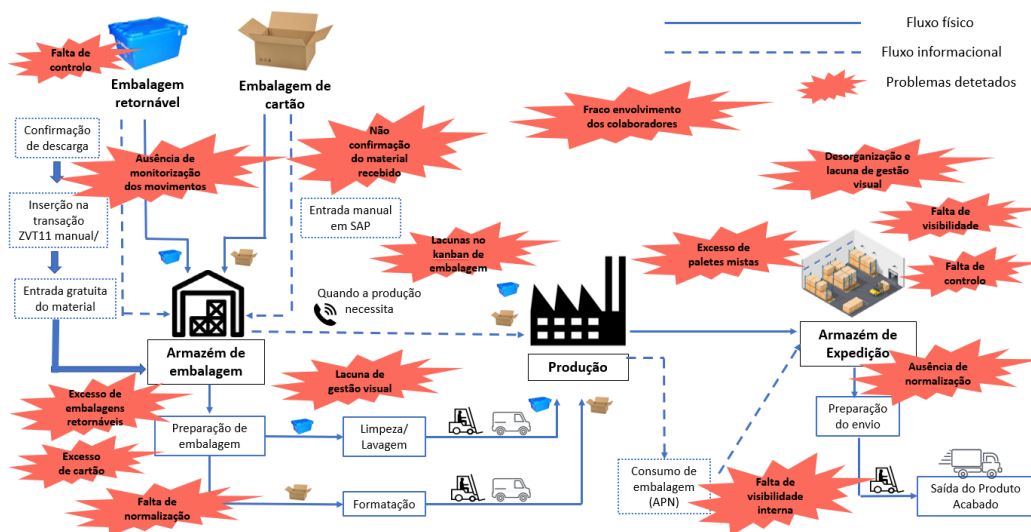 Fluxo físico
Fluxo informacional
Problemas detetados
Falta de
controlo
Embalagem
retornável
Embalagem de
cartão
Fraco envolvimento
dos colaboradores
Confirmação
de descarga
Ausência de
monitorização
dos movimentos
Não
confirmação
do material
recebido
Desorganização e
lacuna de gestão
visual
Inserção na
transação
ZVT11 manual/
Entrada manual
em SAP
Falta de
visibilidade
Lacunas no
kanban de
embalagem
Excesso de
paletes mistas
Falta de
controlo
Entrada gratuita
do material
Quando a produção
necessita
Armazém de
embalagem
Produção
Armazém de
Expedição
Lacuna de
gestão visual
Ausência de
normalização
Excesso de
embalagens
retornáveis
Preparação de
embalagem
Limpeza/
Lavagem
Preparação
do envio
Excesso
de cartão
Falta de
normalização
Formatação
Consumo de
embalagem
(APN)
Falta de
visibilidade
interna
Saída do Produto
Acabado